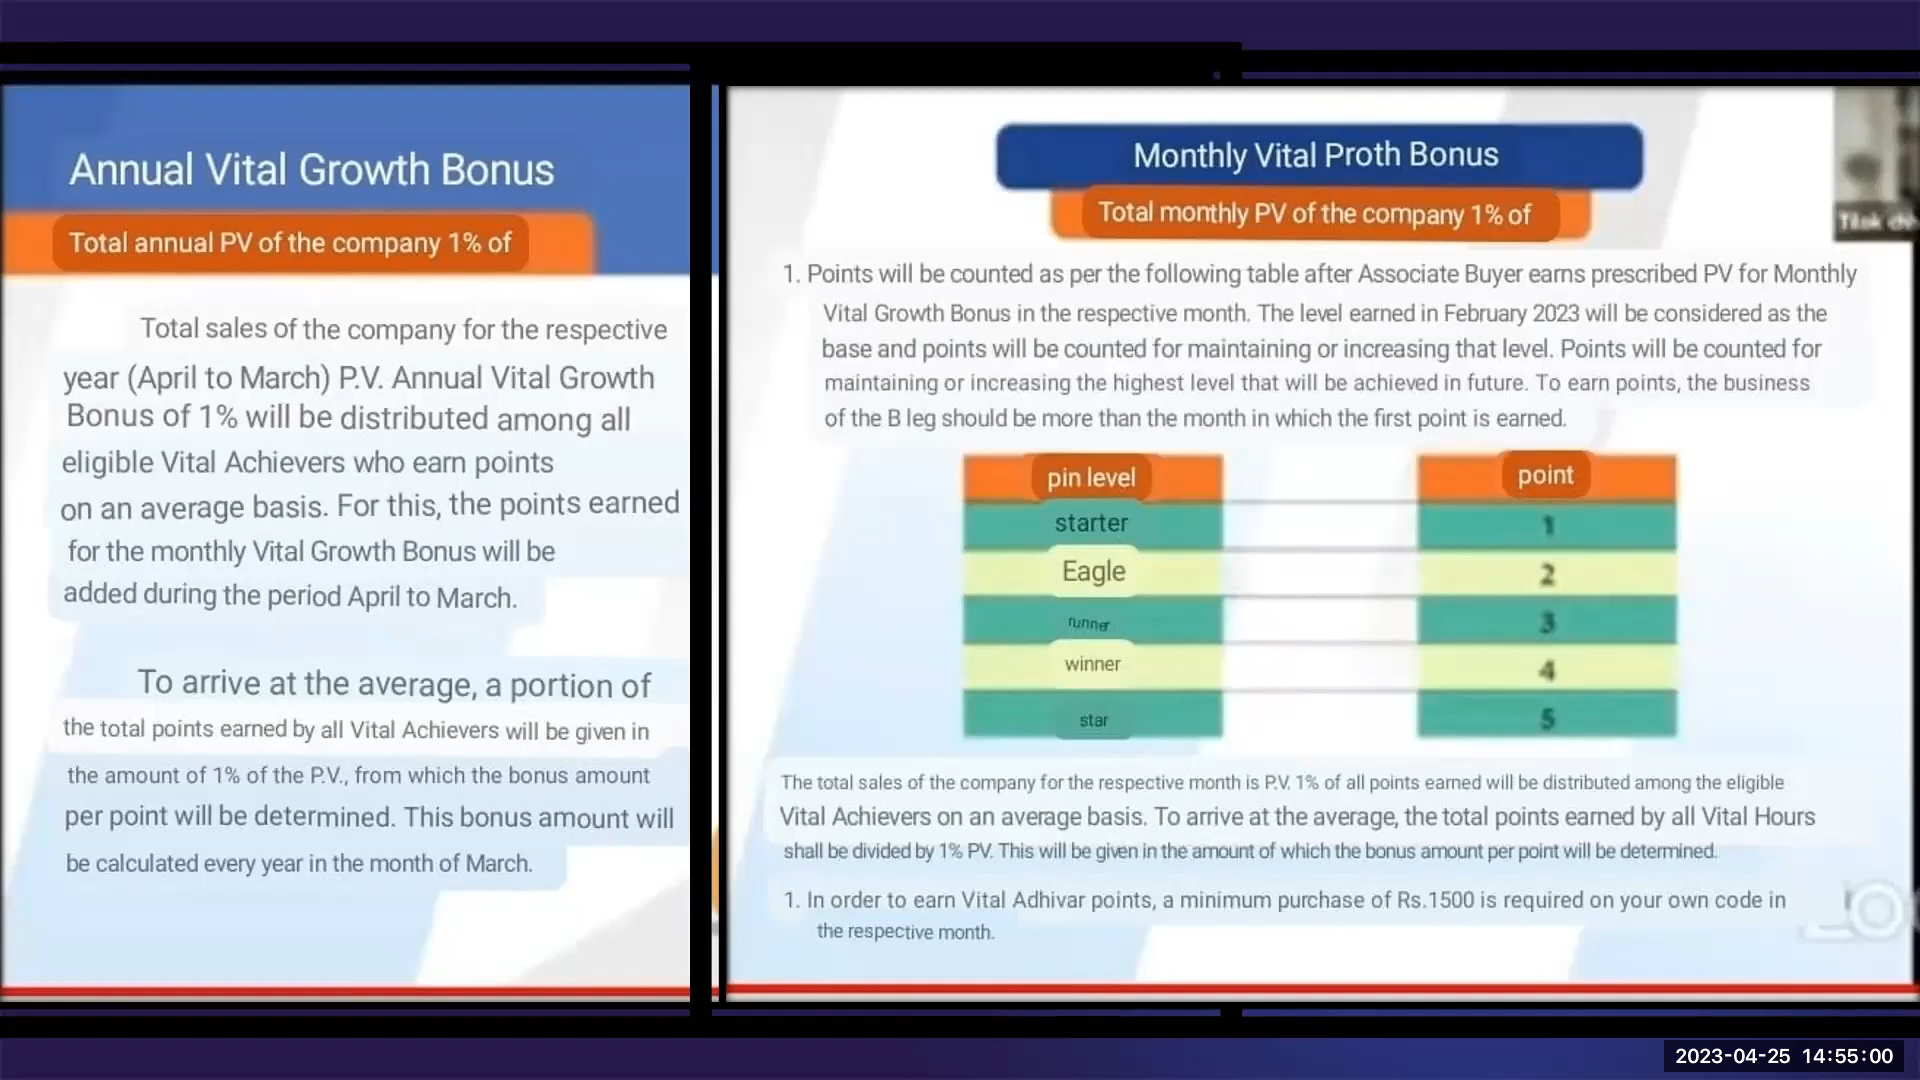 Annual Vital Growth Bonus
Total annual PV of the company 1% of
Total sales of the company for the respective
year (April to March) P.V. Annual Vital Growth
Bonus of 1% will be distributed among all
eligible Vital Achievers who earn points
on an average basis. For this, the points earned
for the monthly Vital Growth Bonus will be
added during the period April to March.
To arrive at the average, a portion of
the total points earned by all Vital Achievers will be given in
the amount of 1% of the P.V., from which the bonus amount
per point will be determined. This bonus amount will
be calculated every year in the month of March.
Monthly Vital Proth Bonus
Total monthly PV of the company 1% of
1. Points will be counted as per the following table after Associate Buyer earns prescribed PV for Monthly
Vital Growth Bonus in the respective month. The level earned in February 2023 will be considered as the
base and points will be counted for maintaining or increasing that level. Points will be counted for
maintaining or increasing the highest level that will be achieved in future. To earn points, the business
of the B leg should be more than the month in which the first point is earned.
pin level point
starter 1
Eagle 2
runner 3
winner 4
star 5
The total sales of the company for the respective month is P.V. 1% of all points earned will be distributed among the eligible
Vital Achievers on an average basis. To arrive at the average, the total points earned by all Vital Hours
shall be divided by 1% PV. This will be given in the amount of which the bonus amount per point will be determined.
1. In order to earn Vital Adhivar points, a minimum purchase of Rs.1500 is required on your own code in
the respective month.
2023-04-25 14:55:00